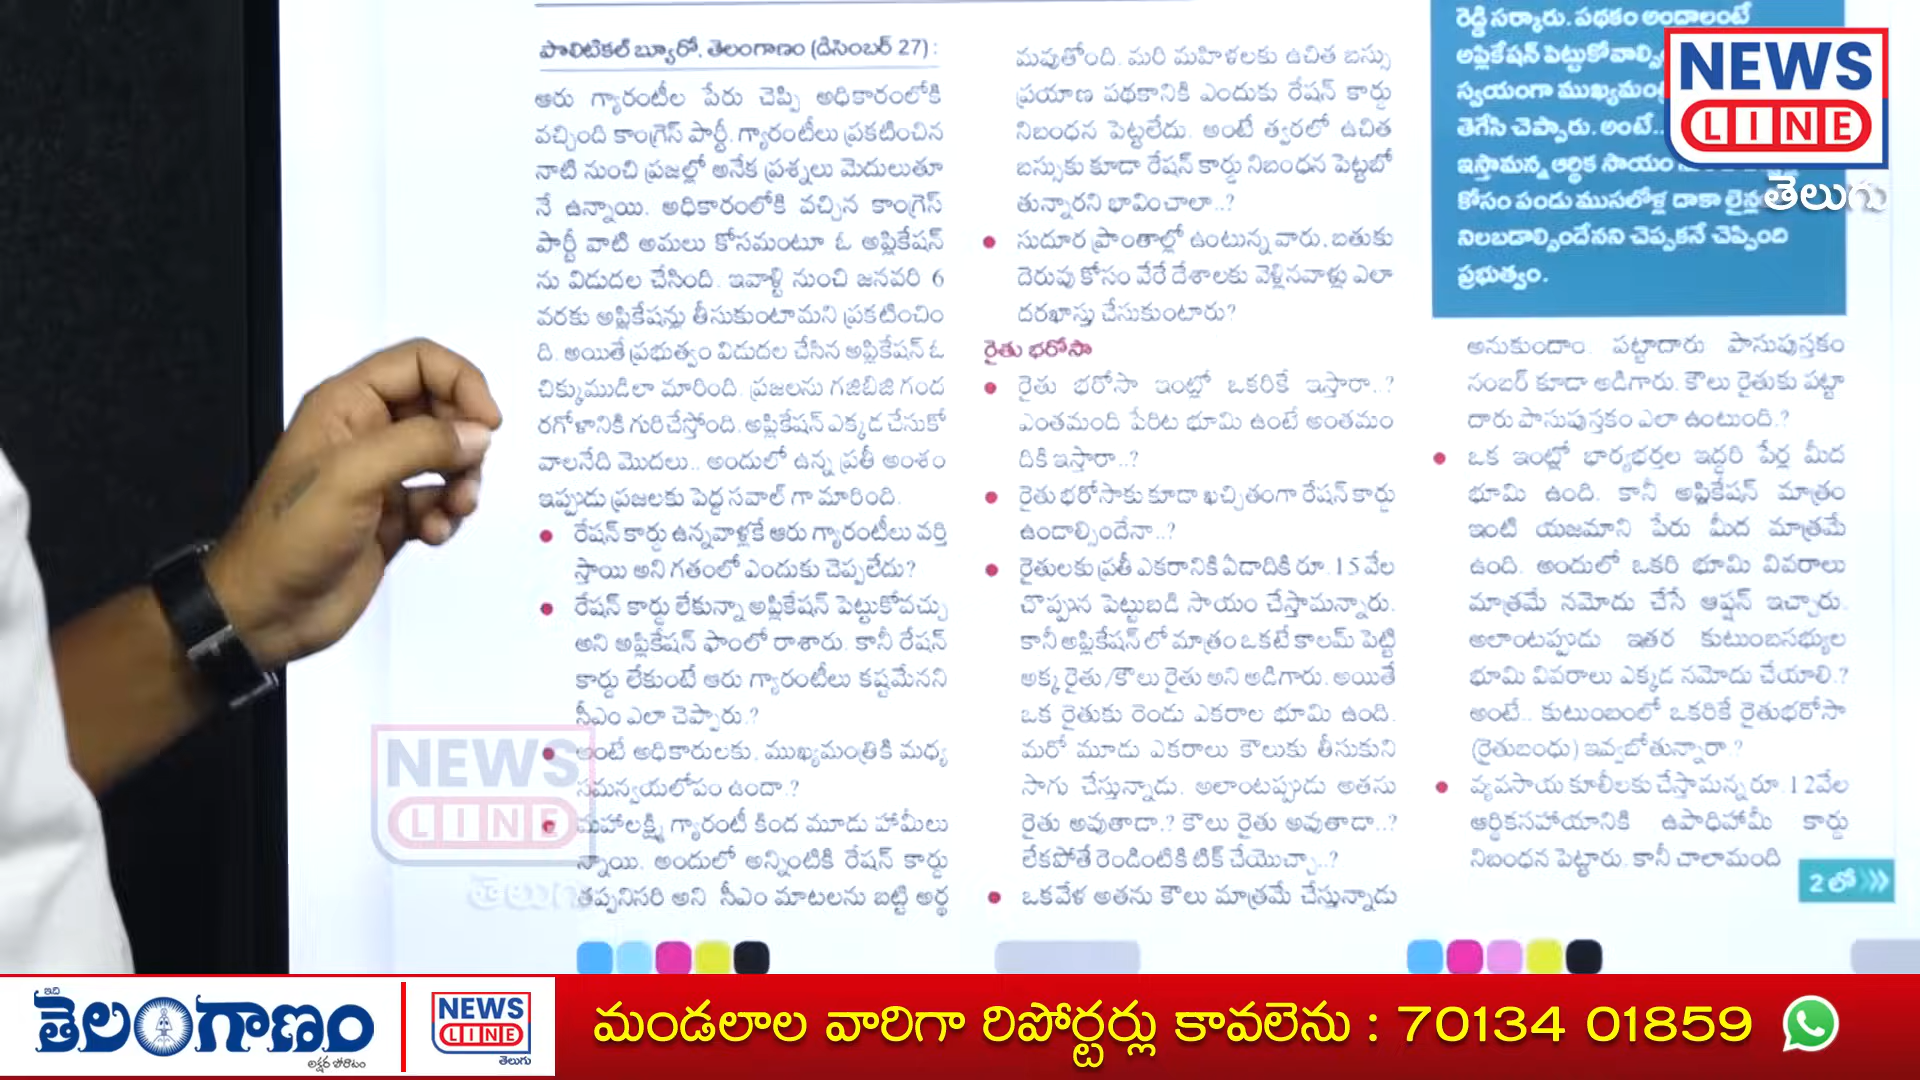 పొలిటికల్ బ్యూరో, తెలంగాణం (డిసెంబర్ 27) :
ఆరు గ్యారంటీల పేరు చెప్పి అధికారంలోకి
వచ్చింది కాంగ్రెస్ పార్టీ. గ్యారంటీలు ప్రకటించిన
నాటి నుంచి ప్రజల్లో అనేక ప్రశ్నలు మెదులుతూ
నే ఉన్నాయి. అధికారంలోకి వచ్చిన కాంగ్రెస్
పార్టీ వాటి అమలు కోసమంటూ ఓ అప్లికేషన్
ను విడుదల చేసింది. ఇవాళ్టి నుంచి జనవరి 6
వరకు అప్లికేషన్లు తీసుకుంటామని ప్రకటించిం
ది. అయితే ప్రభుత్వం విడుదల చేసిన అప్లికేషన్ ఓ
చిక్కుముడిలా మారింది. ప్రజలను గజిబిజి గంద
రగోళానికి గురిచేస్తోంది. అప్లికేషన్ ఎక్కడ చేసుకో
వాలనేది మొదలు.. అందులో ఉన్న ప్రతీ అంశం
ఇప్పుడు ప్రజలకు పెద్ద సవాల్ గా మారింది.
• రేషన్ కార్డు ఉన్నవాళ్లకే ఆరు గ్యారంటీలు వర్తి
స్తాయి అని గతంలో ఎందుకు చెప్పలేదు?
• రేషన్ కార్డు లేకున్నా అప్లికేషన్ పెట్టుకోవచ్చు
అని అప్లికేషన్ ఫాంలో రాశారు. కానీ రేషన్
కార్డు లేకుంటే ఆరు గ్యారంటీలు కష్టమేనని
సీఎం ఎలా చెప్పారు.?
• అంటే అధికారులకు, ముఖ్యమంత్రికి మధ్య
సమన్వయలోపం ఉందా.?
• మహాలక్ష్మి గ్యారంటీ కింద మూడు హామీలు
న్నాయి. అందులో అన్నింటికి రేషన్ కార్డు
తప్పనిసరి అని సీఎం మాటలను బట్టి అర్థ
మవుతోంది. మరి మహిళలకు ఉచిత బస్సు
ప్రయాణ పథకానికి ఎందుకు రేషన్ కార్డు
నిబంధన పెట్టలేదు. అంటే త్వరలో ఉచిత
బస్సుకు కూడా రేషన్ కార్డు నిబంధన పెట్టబో
తున్నారని భావించాలా..?
• సుదూర ప్రాంతాల్లో ఉంటున్న వారు, బతుకు
దెరువు కోసం వేరే దేశాలకు వెళ్లినవాళ్లు ఎలా
దరఖాస్తు చేసుకుంటారు?
రైతు భరోసా
• రైతు భరోసా ఇంట్లో ఒకరికే ఇస్తారా..?
ఎంతమంది పేరిట భూమి ఉంటే అంతమం
దికి ఇస్తారా..?
• రైతు భరోసాకు కూడా ఖచ్చితంగా రేషన్ కార్డు
ఉండాల్సిందేనా..?
• రైతులకు ప్రతీ ఎకరానికి ఏడాదికి రూ. 15 వేల
చొప్పున పెట్టుబడి సాయం చేస్తామన్నారు.
కానీ అప్లికేషన్ లో మాత్రం ఒకటే కాలమ్ పెట్టి
అక్క రైతు/కౌలు రైతు అని అడిగారు. అయితే
ఒక రైతుకు రెండు ఎకరాల భూమి ఉంది.
మరో మూడు ఎకరాలు కౌలుకు తీసుకుని
సాగు చేస్తున్నాడు. అలాంటప్పుడు అతను
రైతు అవుతాడా.? కౌలు రైతు అవుతాడా..?
లేకపోతే రెండింటికి టిక్ చేయొచ్చా..?
• ఒకవేళ అతను కౌలు మాత్రమే చేస్తున్నాడు
రెడ్డి సర్కారు. పథకం అందాలంటే
అప్లికేషన్ పెట్టుకోవాల్సి
స్వయంగా ముఖ్యమం
తెగేసి చెప్పారు. అంటే..
ఇస్తామన్న ఆర్థిక సాయం
కోసం పండు ముసలోళ్ల దాకా
నిలబడాల్సిందేనని చెప్పకనే చెప్పింది
ప్రభుత్వం.
అనుకుందాం. పట్టాదారు పాసుపుస్తకం
నంబర్ కూడా అడిగారు. కౌలు రైతుకు పట్టా
దారు పాసుపుస్తకం ఎలా ఉంటుంది.?
• ఒక ఇంట్లో భార్యభర్తల ఇద్దరి పేర్ల మీద
భూమి ఉంది. కానీ అప్లికేషన్ మాత్రం
ఇంటి యజమాని పేరు మీద మాత్రమే
ఉంది. అందులో ఒకరి భూమి వివరాలు
మాత్రమే నమోదు చేసే ఆప్షన్ ఇచ్చారు.
అలాంటప్పుడు ఇతర కుటుంబసభ్యుల
భూమి వివరాలు ఎక్కడ నమోదు చేయాలి.?
అంటే.. కుటుంబంలో ఒకరికే రైతుభరోసా
(రైతుబంధు) ఇవ్వబోతున్నారా.?
• వ్యవసాయ కూలీలకు చేస్తామన్న రూ. 12వేల
ఆర్థికసహాయానికి ఉపాధిహామీ కార్డు
నిబంధన పెట్టారు. కానీ చాలామంది
2 లో
NEWS
LINE
తెలుగు
NEWS
LINE
తెలుగు
ఇది
తెలంగాణం
అక్షర పోరాటం
NEWS
LINE
తెలుగు
మండలాల వారిగా రిపోర్టర్లు కావలెను : 70134 01859